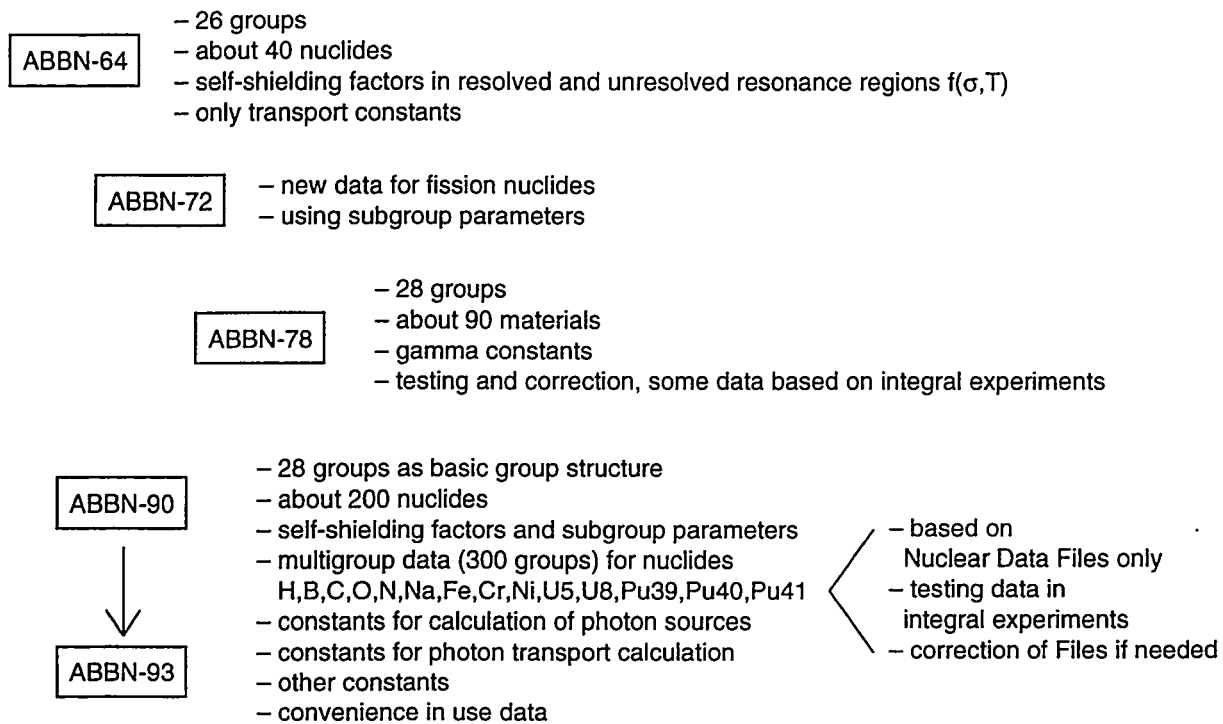 ABBN-64
– 26 groups
– about 40 nuclides
– self-shielding factors in resolved and unresolved resonance regions f(σ,T)
– only transport constants
ABBN-72
– new data for fission nuclides
– using subgroup parameters
ABBN-78
– 28 groups
– about 90 materials
– gamma constants
– testing and correction, some data based on integral experiments
ABBN-90
ABBN-93
– 28 groups as basic group structure
– about 200 nuclides
– self-shielding factors and subgroup parameters
– multigroup data (300 groups) for nuclides
H,B,C,O,N,Na,Fe,Cr,Ni,U5,U8,Pu39,Pu40,Pu41
– constants for calculation of photon sources
– constants for photon transport calculation
– other constants
– convenience in use data
– based on
Nuclear Data Files only
– testing data in
integral experiments
– correction of Files if needed